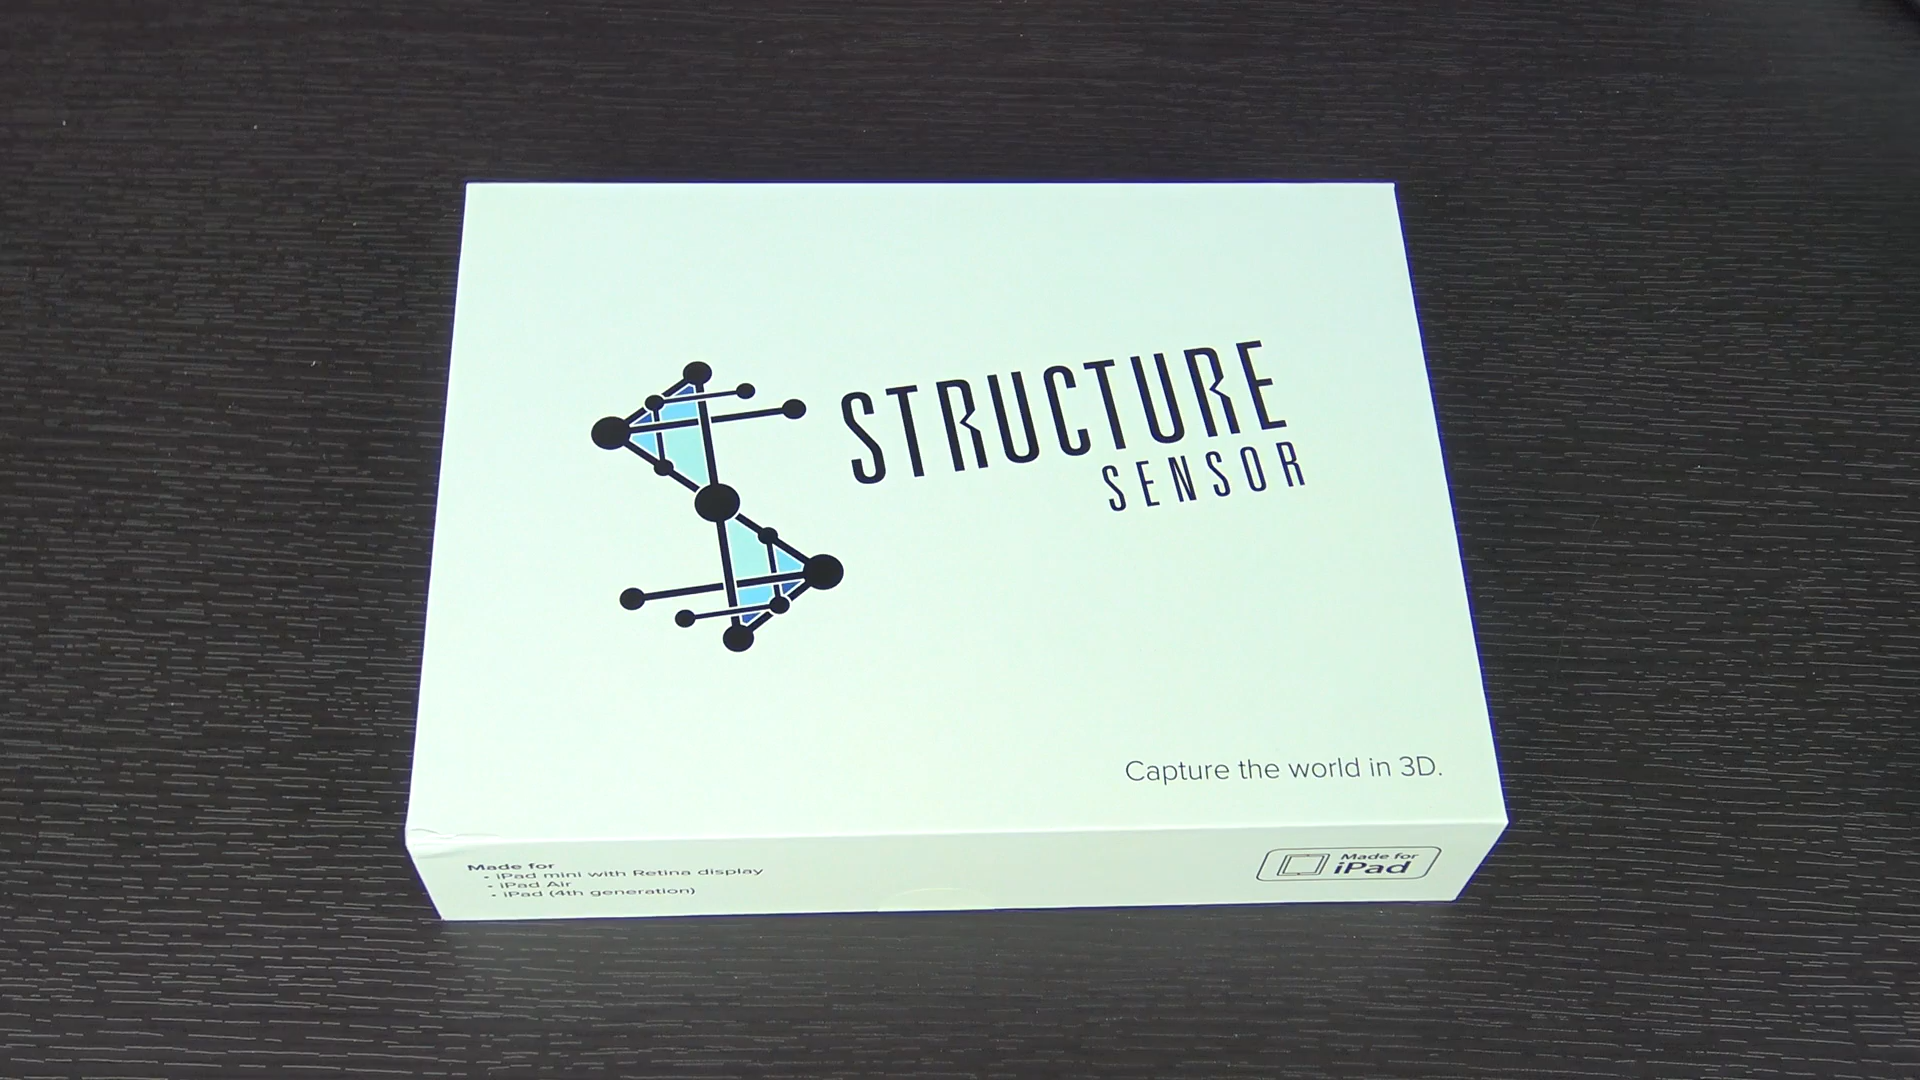 STRUCTURE
SENSOR
Capture the world in 3D.
Made for
• iPad mini with Retina display
• iPad Air
• iPad (4th generation)
Made for
iPad